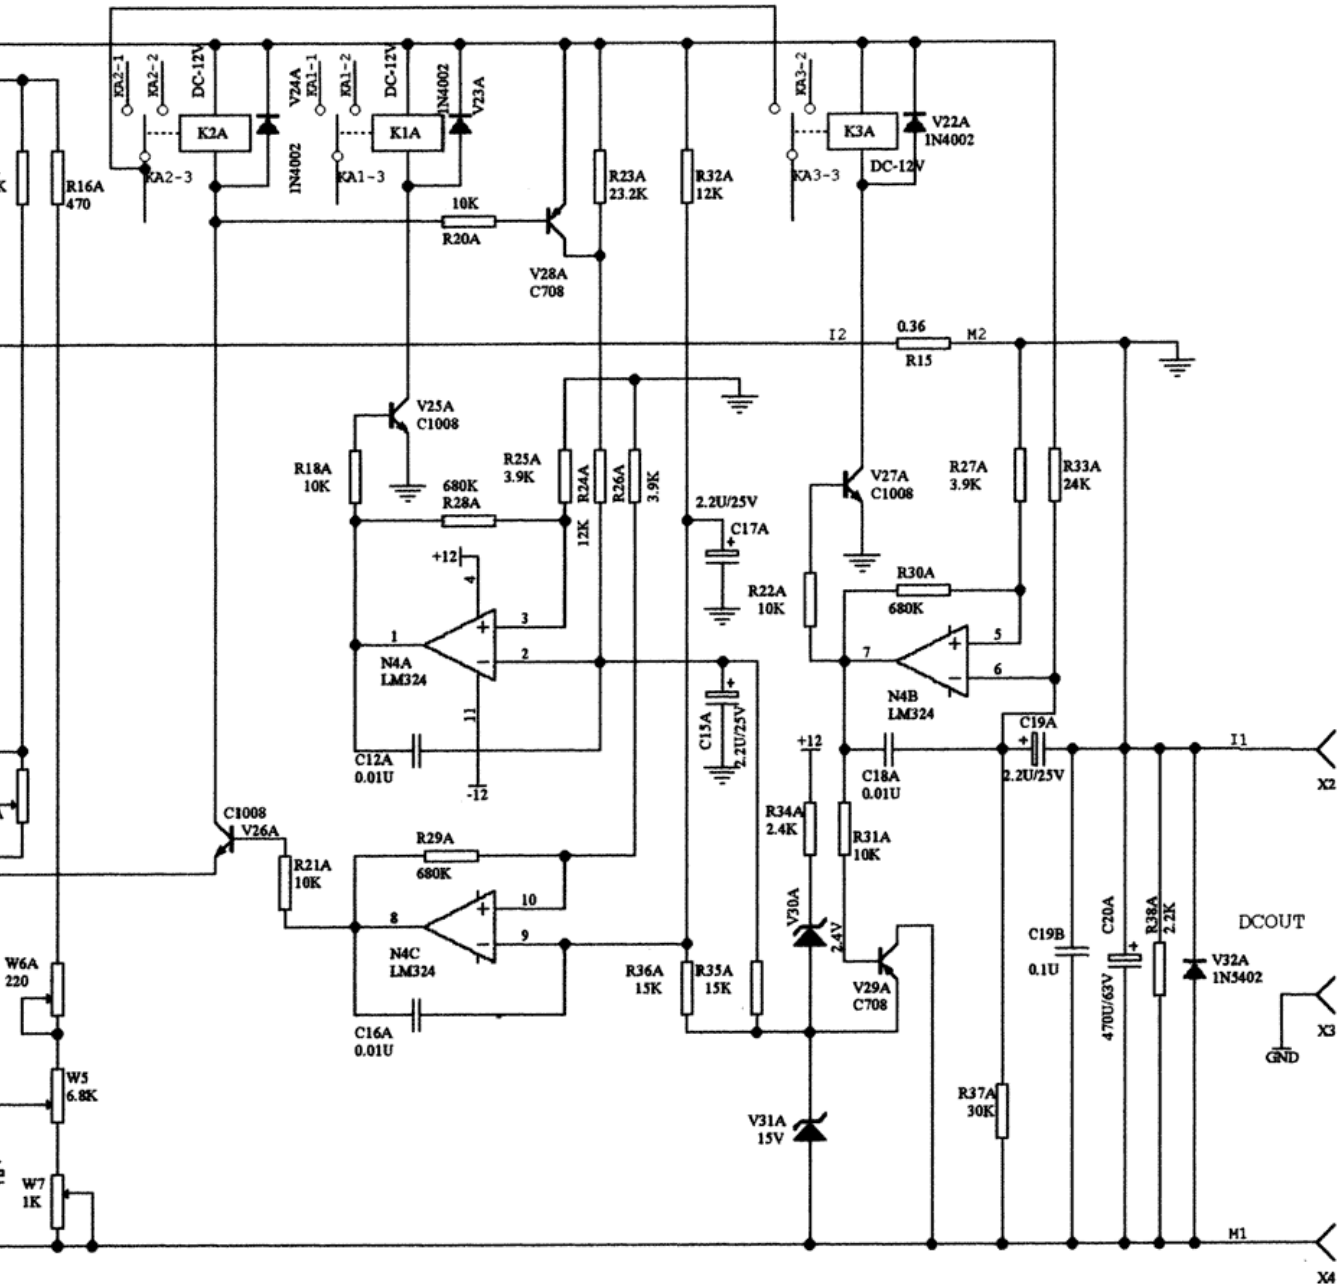 KA2-1
KA2-2
DC-12V
V24A
KA1-1
KA1-2
DC-12V
1N4002
V23A
KA3-2
K2A
K1A
K3A
V22A
1N4002
KA2-3
1N4002
KA1-3
KA3-3
DC-12V
K
R16A
470
10K
R20A
R23A
23.2K
R32A
12K
V28A
C708
I2
0.36
R15
M2
V25A
C1008
R18A
10K
680K
R28A
R25A
3.9K
R24A
12K
R26A
3.9K
2.2U/25V
C17A
V27A
C1008
R27A
3.9K
R33A
24K
+12
4
3
1
+
−
2
N4A
LM324
11
-12
R22A
10K
R30A
680K
7
+
−
5
6
N4B
LM324
C12A
0.01U
C15A
2.2U/25V
+
+
+12
C18A
0.01U
C19A
+
2.2U/25V
I1
X2
C1008
V26A
R21A
10K
R29A
680K
R34A
2.4K
R31A
10K
8
+
−
10
9
N4C
LM324
C16A
0.01U
V30A
2.4V
V29A
C708
R36A
15K
R35A
15K
C19B
0.1U
C20A
+
470U/63V
R38A
2.2K
DCOUT
V32A
1N5402
X3
GND
W6A
220
W5
6.8K
W7
1K
V31A
15V
R37A
30K
M1
X4